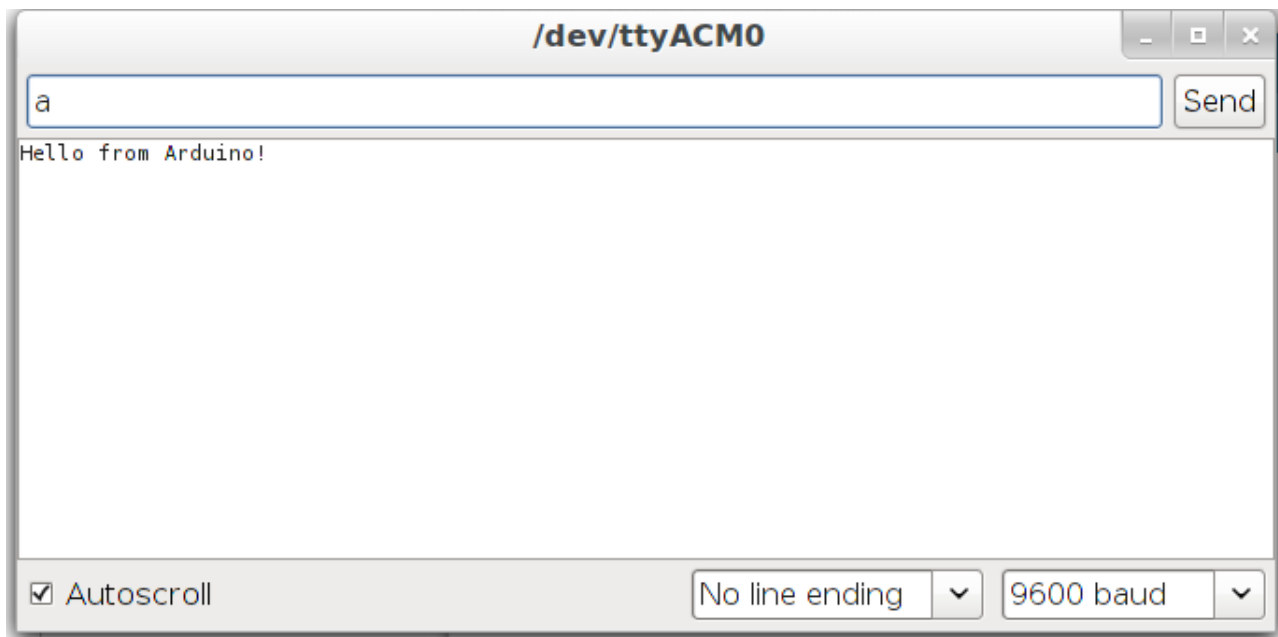 /dev/ttyACM0
a
Send
Hello from Arduino!
Autoscroll
No line ending
9600 baud